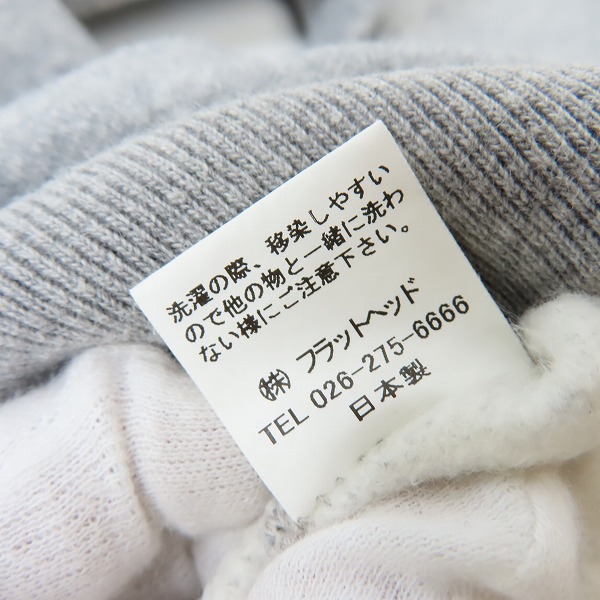 洗濯の際、移染しやすい
ので他の物と一緒に洗わ
ない様にご注意下さい。
㈱ フラットヘッド
TEL 026-275-6666
日本製